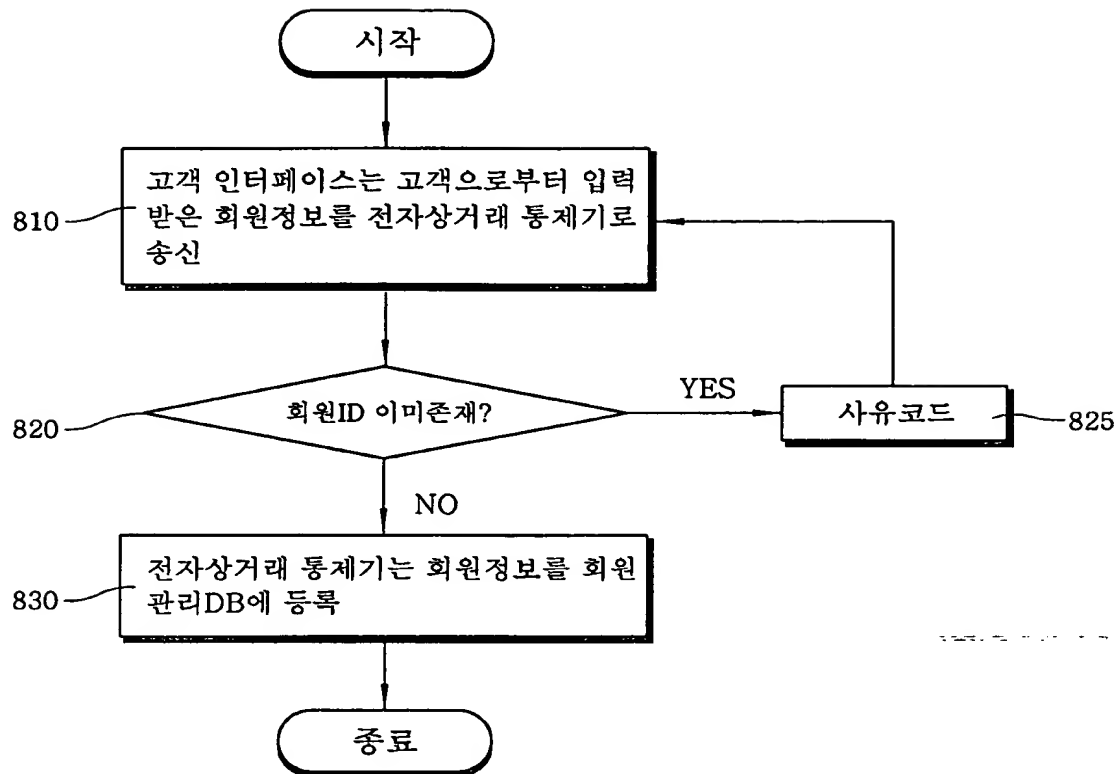 시작
고객 인터페이스는 고객으로부터 입력
받은 회원정보를 전자상거래 통제기로
송신
810
회원ID 이미존재?
820
YES
사유코드
825
NO
전자상거래 통제기는 회원정보를 회원
관리DB에 등록
830
종료